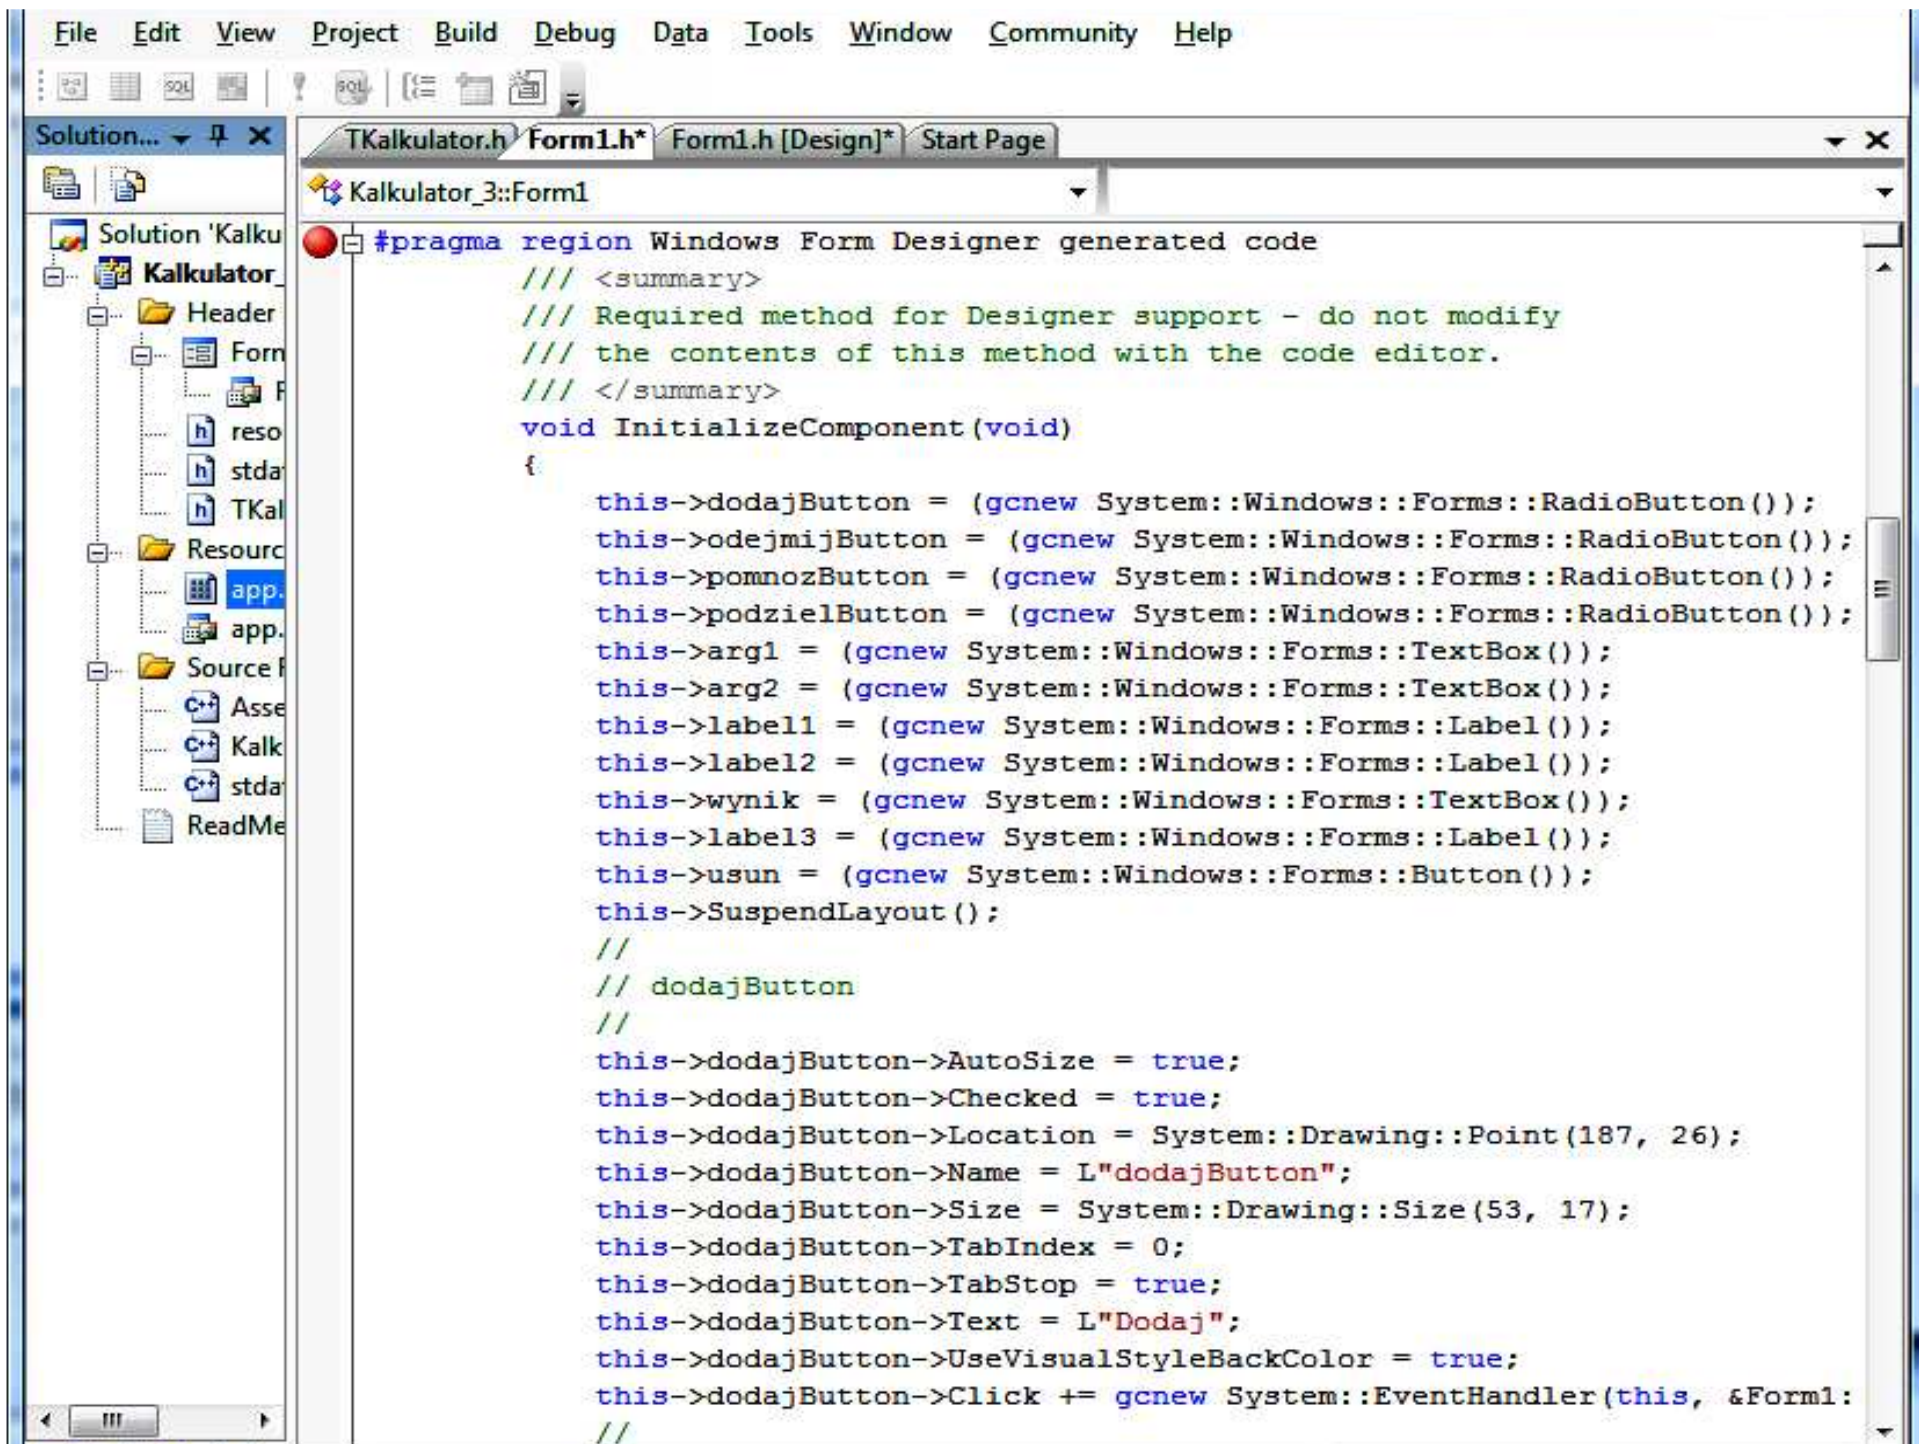 File Edit View Project Build Debug Data Tools Window Community Help
SQL SQL
Solution...
TKalkulator.h Form1.h* Form1.h [Design]* Start Page
Kalkulator_3::Form1
Solution 'Kalku
Kalkulator_
Header
Form
F
reso
stda
TKal
Resourc
app.
app.
Source F
Asse
Kalk
stda
ReadMe
#pragma region Windows Form Designer generated code
/// <summary>
/// Required method for Designer support - do not modify
/// the contents of this method with the code editor.
/// </summary>
void InitializeComponent(void)
{
this->dodajButton = (gcnew System::Windows::Forms::RadioButton());
this->odejmijButton = (gcnew System::Windows::Forms::RadioButton());
this->pomnozButton = (gcnew System::Windows::Forms::RadioButton());
this->podzielButton = (gcnew System::Windows::Forms::RadioButton());
this->arg1 = (gcnew System::Windows::Forms::TextBox());
this->arg2 = (gcnew System::Windows::Forms::TextBox());
this->label1 = (gcnew System::Windows::Forms::Label());
this->label2 = (gcnew System::Windows::Forms::Label());
this->wynik = (gcnew System::Windows::Forms::TextBox());
this->label3 = (gcnew System::Windows::Forms::Label());
this->usun = (gcnew System::Windows::Forms::Button());
this->SuspendLayout();
//
// dodajButton
//
this->dodajButton->AutoSize = true;
this->dodajButton->Checked = true;
this->dodajButton->Location = System::Drawing::Point(187, 26);
this->dodajButton->Name = L"dodajButton";
this->dodajButton->Size = System::Drawing::Size(53, 17);
this->dodajButton->TabIndex = 0;
this->dodajButton->TabStop = true;
this->dodajButton->Text = L"Dodaj";
this->dodajButton->UseVisualStyleBackColor = true;
this->dodajButton->Click += gcnew System::EventHandler(this, &Form1:
//